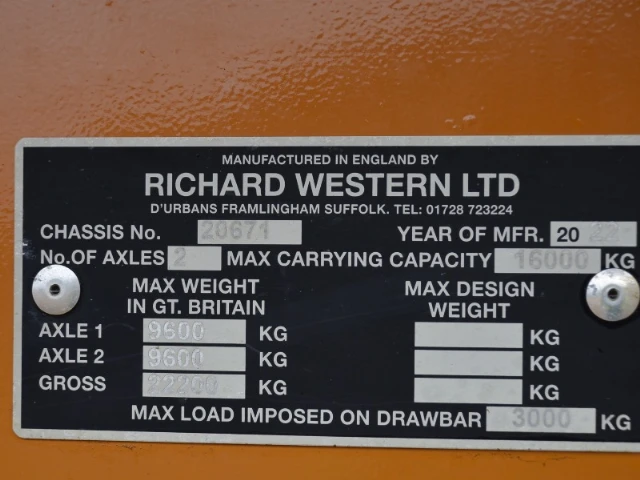 MANUFACTURED IN ENGLAND BY
RICHARD WESTERN LTD
D'URBANS FRAMLINGHAM SUFFOLK. TEL: 01728 723224
CHASSIS No. 20671 YEAR OF MFR. 20
No. OF AXLES 2 MAX CARRYING CAPACITY 16000 KG
MAX WEIGHT MAX DESIGN
IN GT. BRITAIN WEIGHT
AXLE 1 9600 KG KG
AXLE 2 9600 KG KG
GROSS 22200 KG KG
MAX LOAD IMPOSED ON DRAWBAR 3000 KG